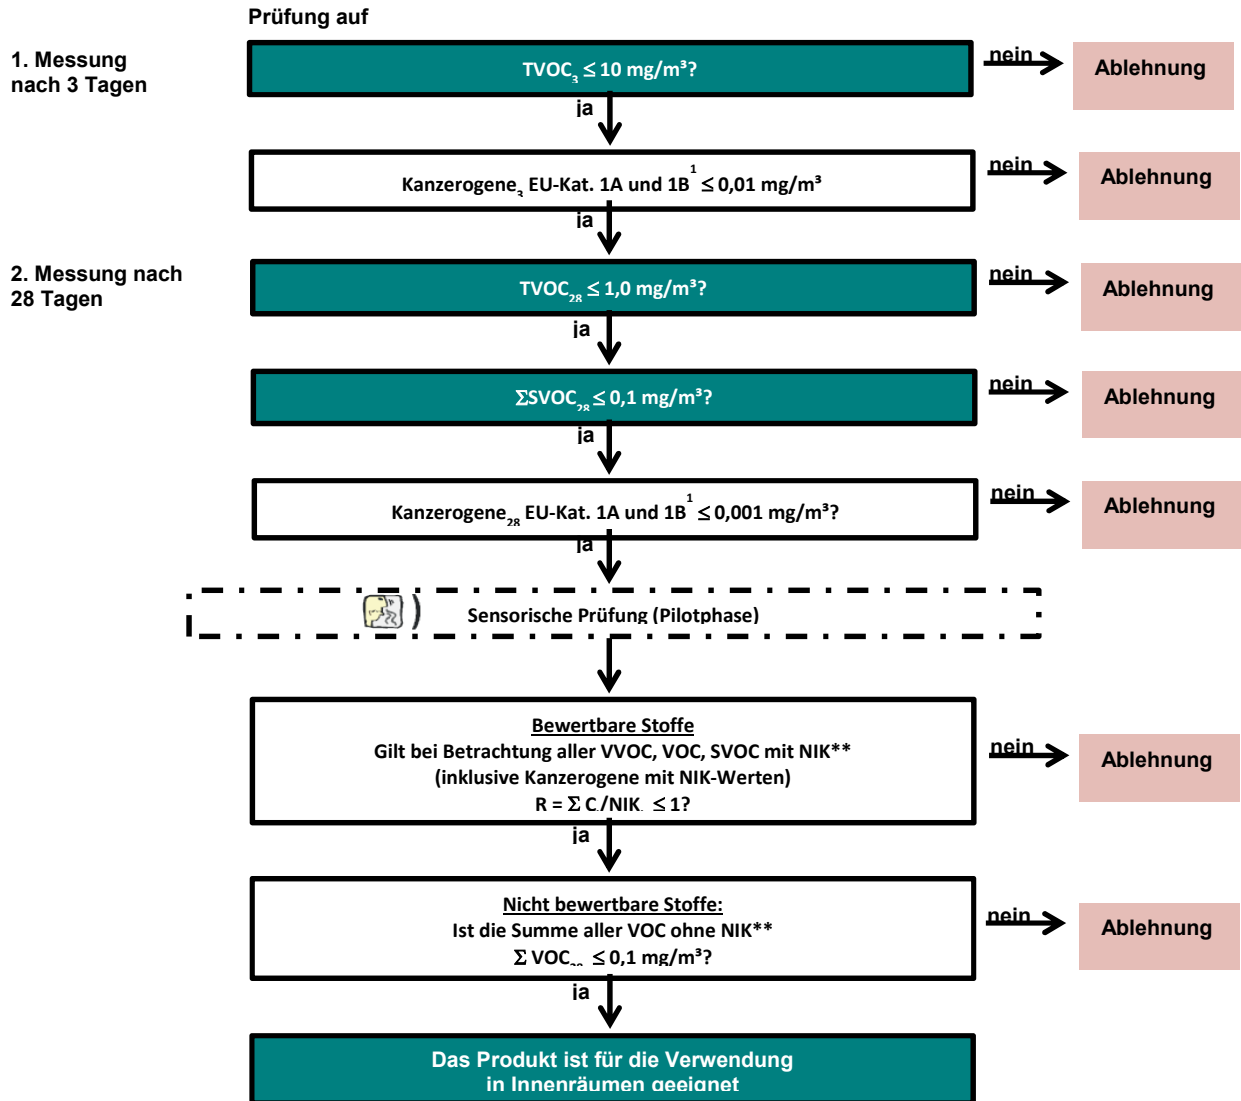 Prüfung auf
1. Messung
nach 3 Tagen
TVOC₃ ≤ 10 mg/m³?
nein
Ablehnung
ja
Kanzerogene₃ EU-Kat. 1A und 1B¹ ≤ 0,01 mg/m³
nein
Ablehnung
ja
2. Messung nach
28 Tagen
TVOC₂₈ ≤ 1,0 mg/m³?
nein
Ablehnung
ja
ΣSVOC₂₈ ≤ 0,1 mg/m³?
nein
Ablehnung
ja
Kanzerogene₂₈ EU-Kat. 1A und 1B¹ ≤ 0,001 mg/m³?
nein
Ablehnung
ja
) Sensorische Prüfung (Pilotphase)
Bewertbare Stoffe
Gilt bei Betrachtung aller VVOC, VOC, SVOC mit NIK**
(inklusive Kanzerogene mit NIK-Werten)
R = Σ Cᵢ/NIKᵢ ≤ 1?
nein
Ablehnung
ja
Nicht bewertbare Stoffe:
Ist die Summe aller VOC ohne NIK**
Σ VOC₂₈ ≤ 0,1 mg/m³?
nein
Ablehnung
ja
Das Produkt ist für die Verwendung
in Innenräumen geeignet